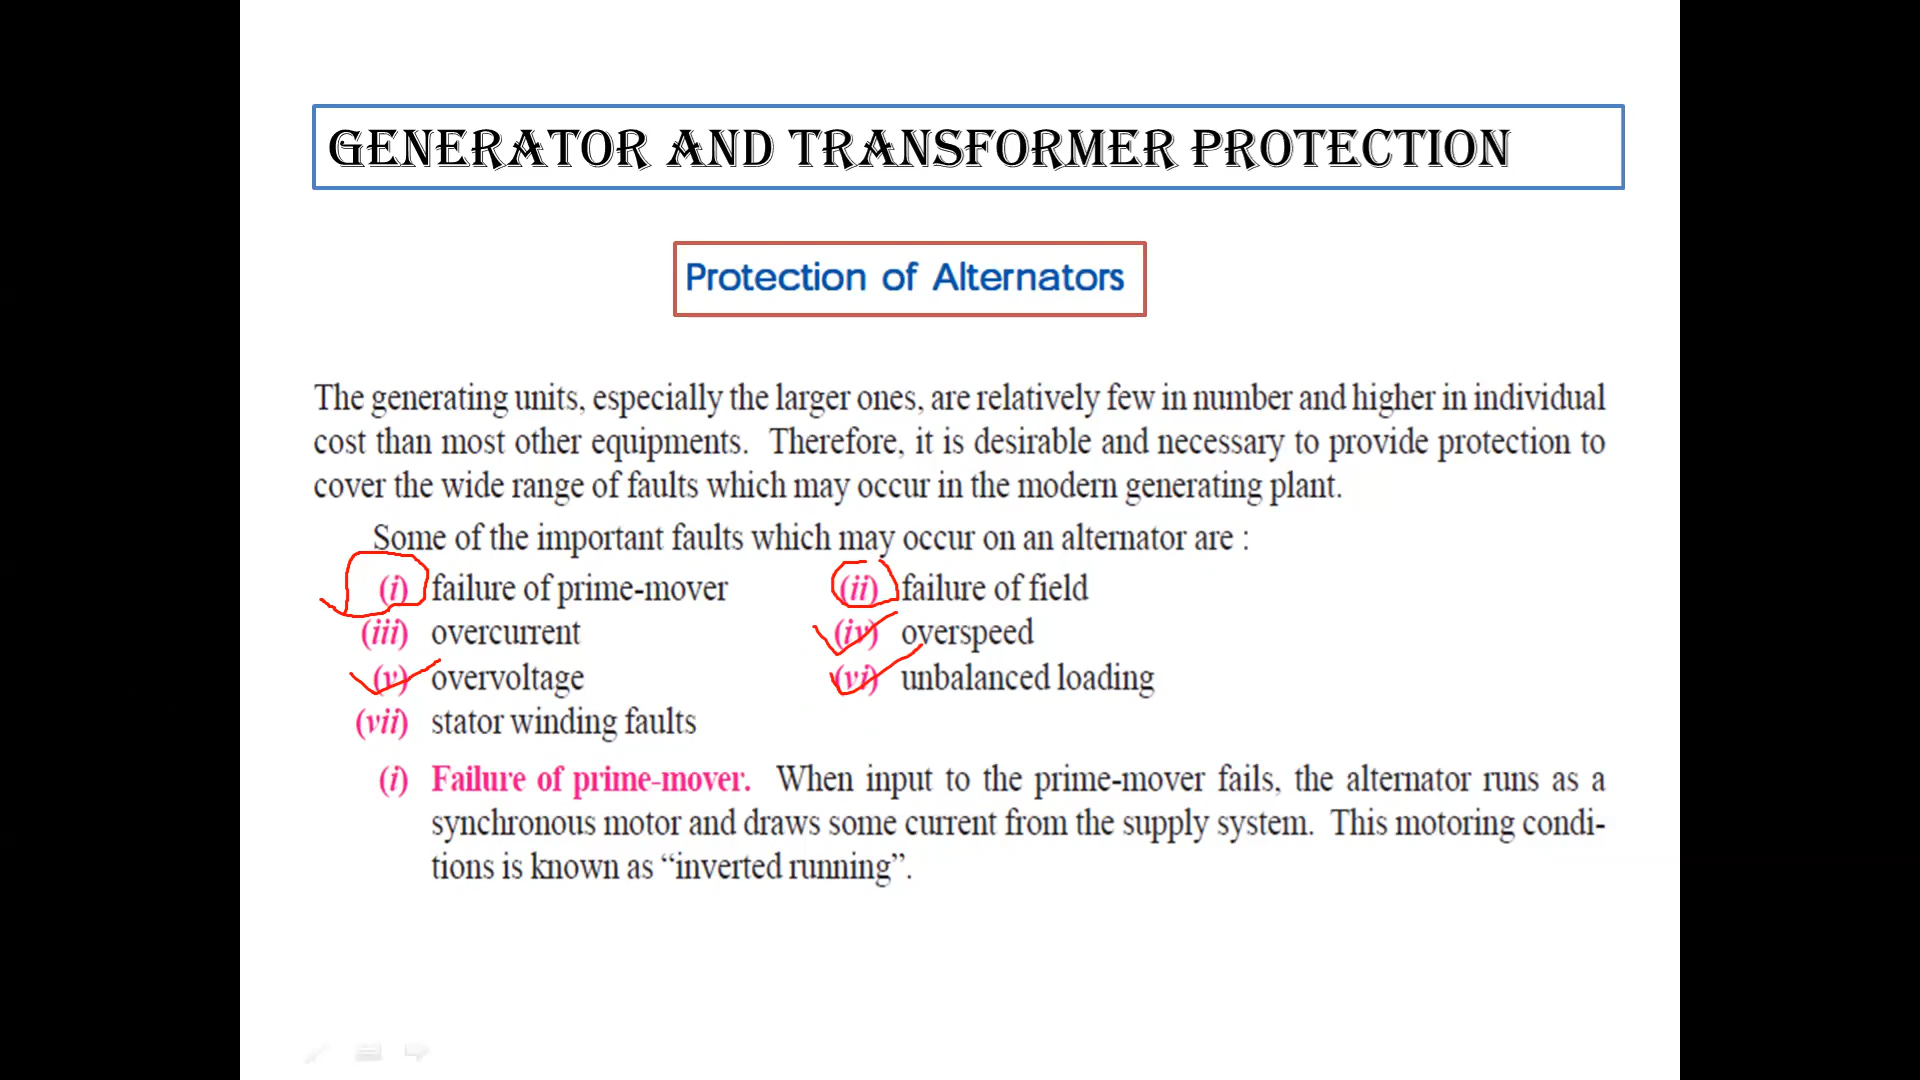 GENERATOR AND TRANSFORMER PROTECTION
Protection of Alternators
The generating units, especially the larger ones, are relatively few in number and higher in individual
cost than most other equipments. Therefore, it is desirable and necessary to provide protection to
cover the wide range of faults which may occur in the modern generating plant.
Some of the important faults which may occur on an alternator are :
(i) failure of prime-mover (ii) failure of field
(iii) overcurrent (iv) overspeed
(v) overvoltage (vi) unbalanced loading
(vii) stator winding faults
(i) Failure of prime-mover. When input to the prime-mover fails, the alternator runs as a
synchronous motor and draws some current from the supply system. This motoring condi-
tions is known as “inverted running”.